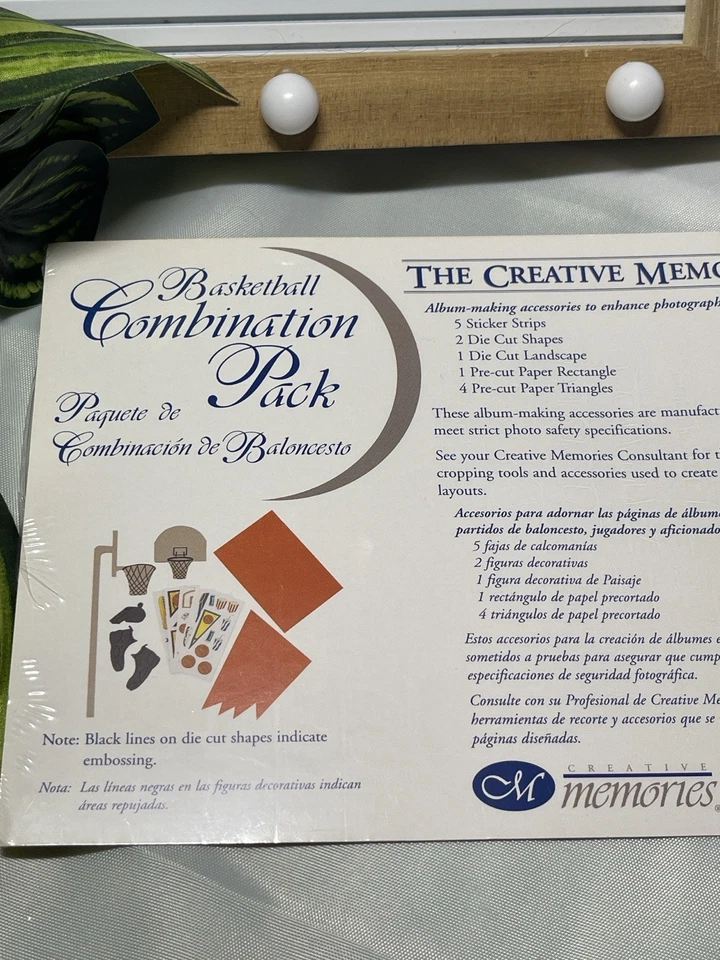 Basketball
Combination
Pack
Paquete de
Combinación de Baloncesto
Note: Black lines on die cut shapes indicate
embossing.
Nota: Las líneas negras en las figuras decorativas indican
áreas repujadas.
THE CREATIVE
Album-making accessories to enhance
5 Sticker Strips
2 Die Cut Shapes
1 Die Cut Landscape
1 Pre-cut Paper Rectangle
4 Pre-cut Paper Triangles
These album-making accessories are
meet strict photo safety specifications.
See your Creative Memories Consultant for
cropping tools and accessories used to create
layouts.
Accesorios para adornar las páginas de
partidos de baloncesto, jugadores y
5 fajas de calcomanías
2 figuras decorativas
1 figura decorativa de Paisaje
1 rectángulo de papel precortado
4 triángulos de papel precortado
Estos accesorios para la creación de álbumes
sometidos a pruebas para asegurar que
especificaciones de seguridad fotográfica.
Consulte con su Profesional de Creative
herramientas de recorte y accesorios que se
páginas diseñadas.
CM
CREATIVE
memories®